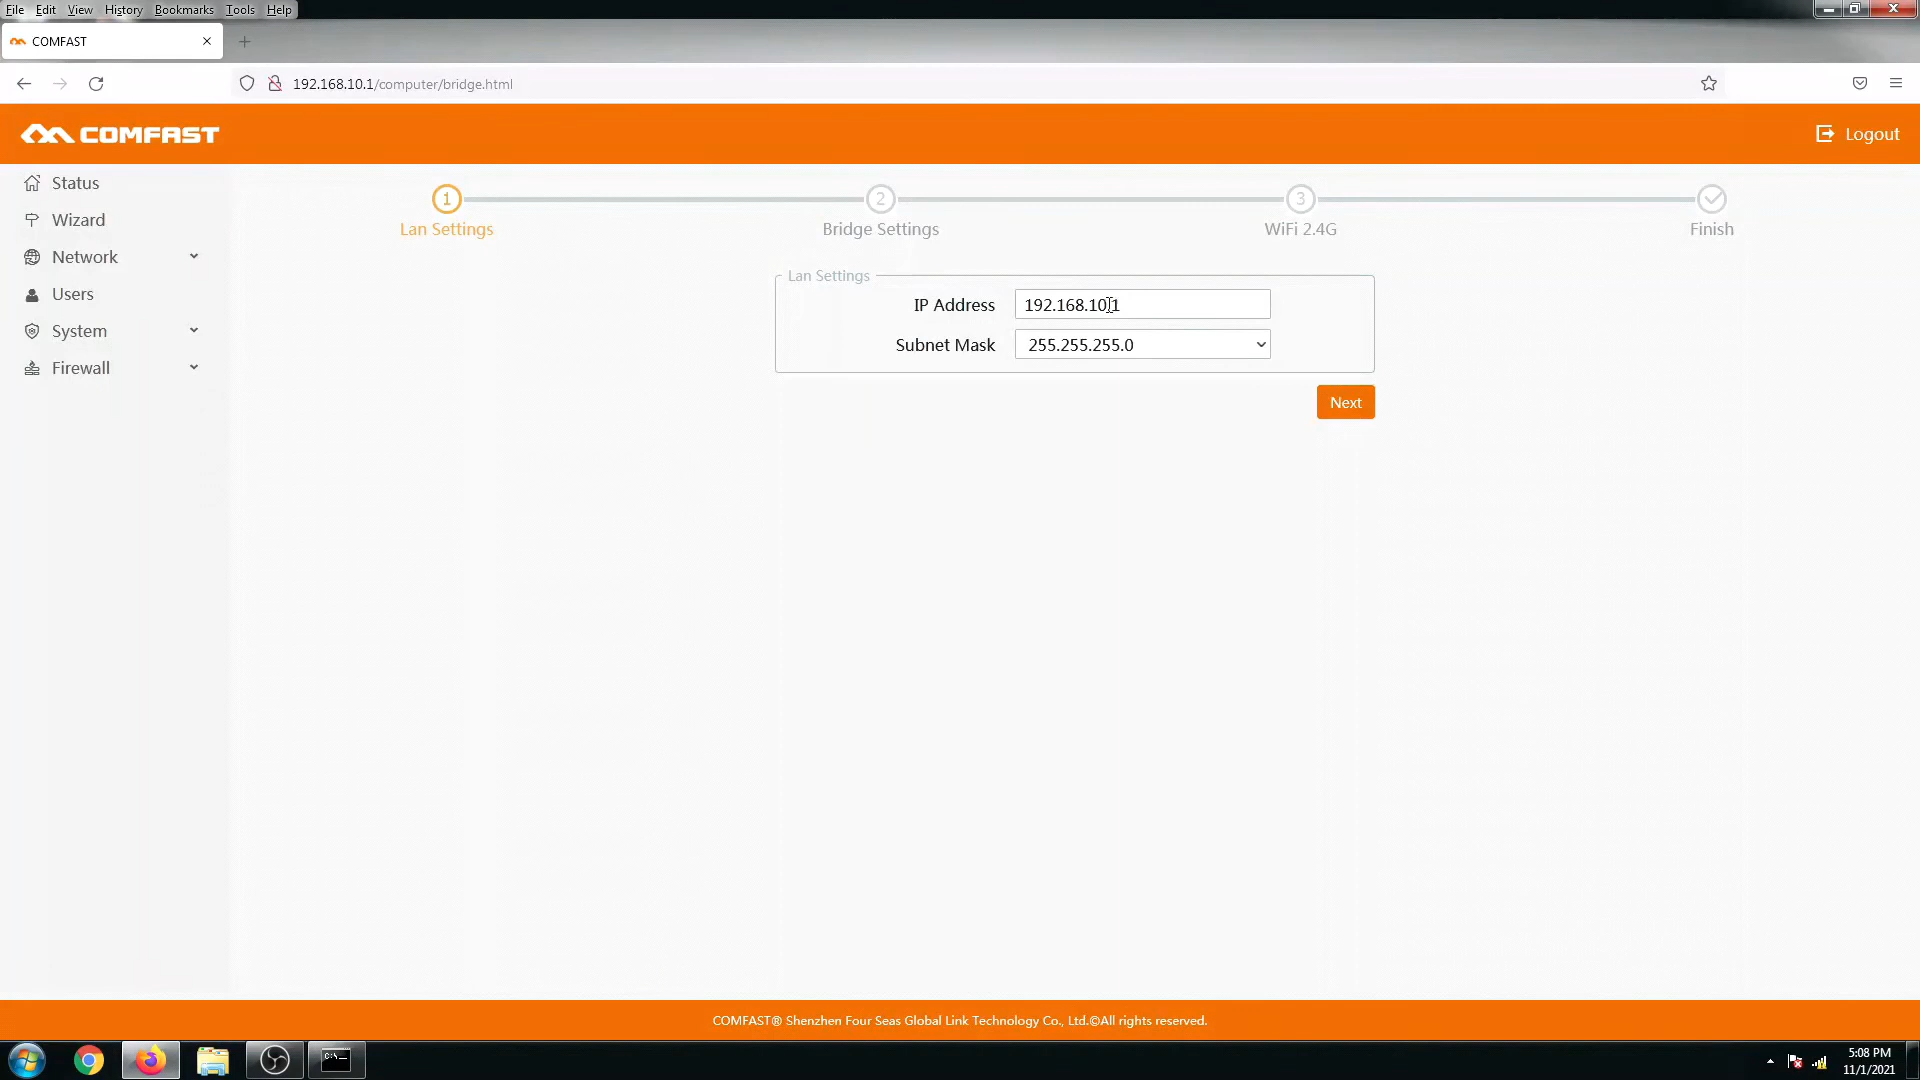 File Edit View History Bookmarks Tools Help
COMFAST
192.168.10.1/computer/bridge.html
COMFAST
Logout
Status
Wizard
Network
Users
System
Firewall
1 2 3
Lan Settings Bridge Settings WiFi 2.4G Finish
Lan Settings
IP Address 192.168.10.1
Subnet Mask 255.255.255.0
Next
COMFAST® Shenzhen Four Seas Global Link Technology Co., Ltd.©All rights reserved.
C:\
5:08 PM
11/1/2021